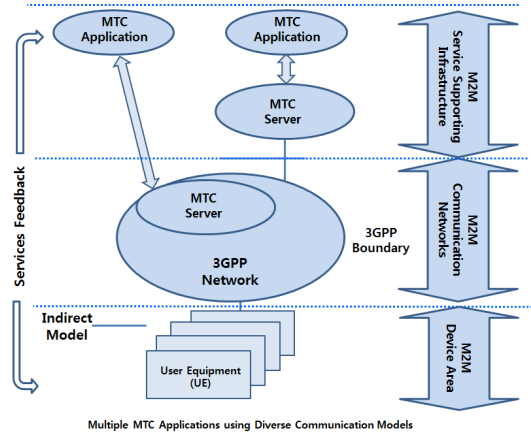 MTC
Application
MTC
Application
MTC
Server
M2M
Service Supporting
Infrastructure
Services Feedback
MTC
Server
3GPP
Network
3GPP
Boundary
M2M
Communication
Networks
Indirect
Model
User Equipment
(UE)
M2M
Device Area
Multiple MTC Applications using Diverse Communication Models